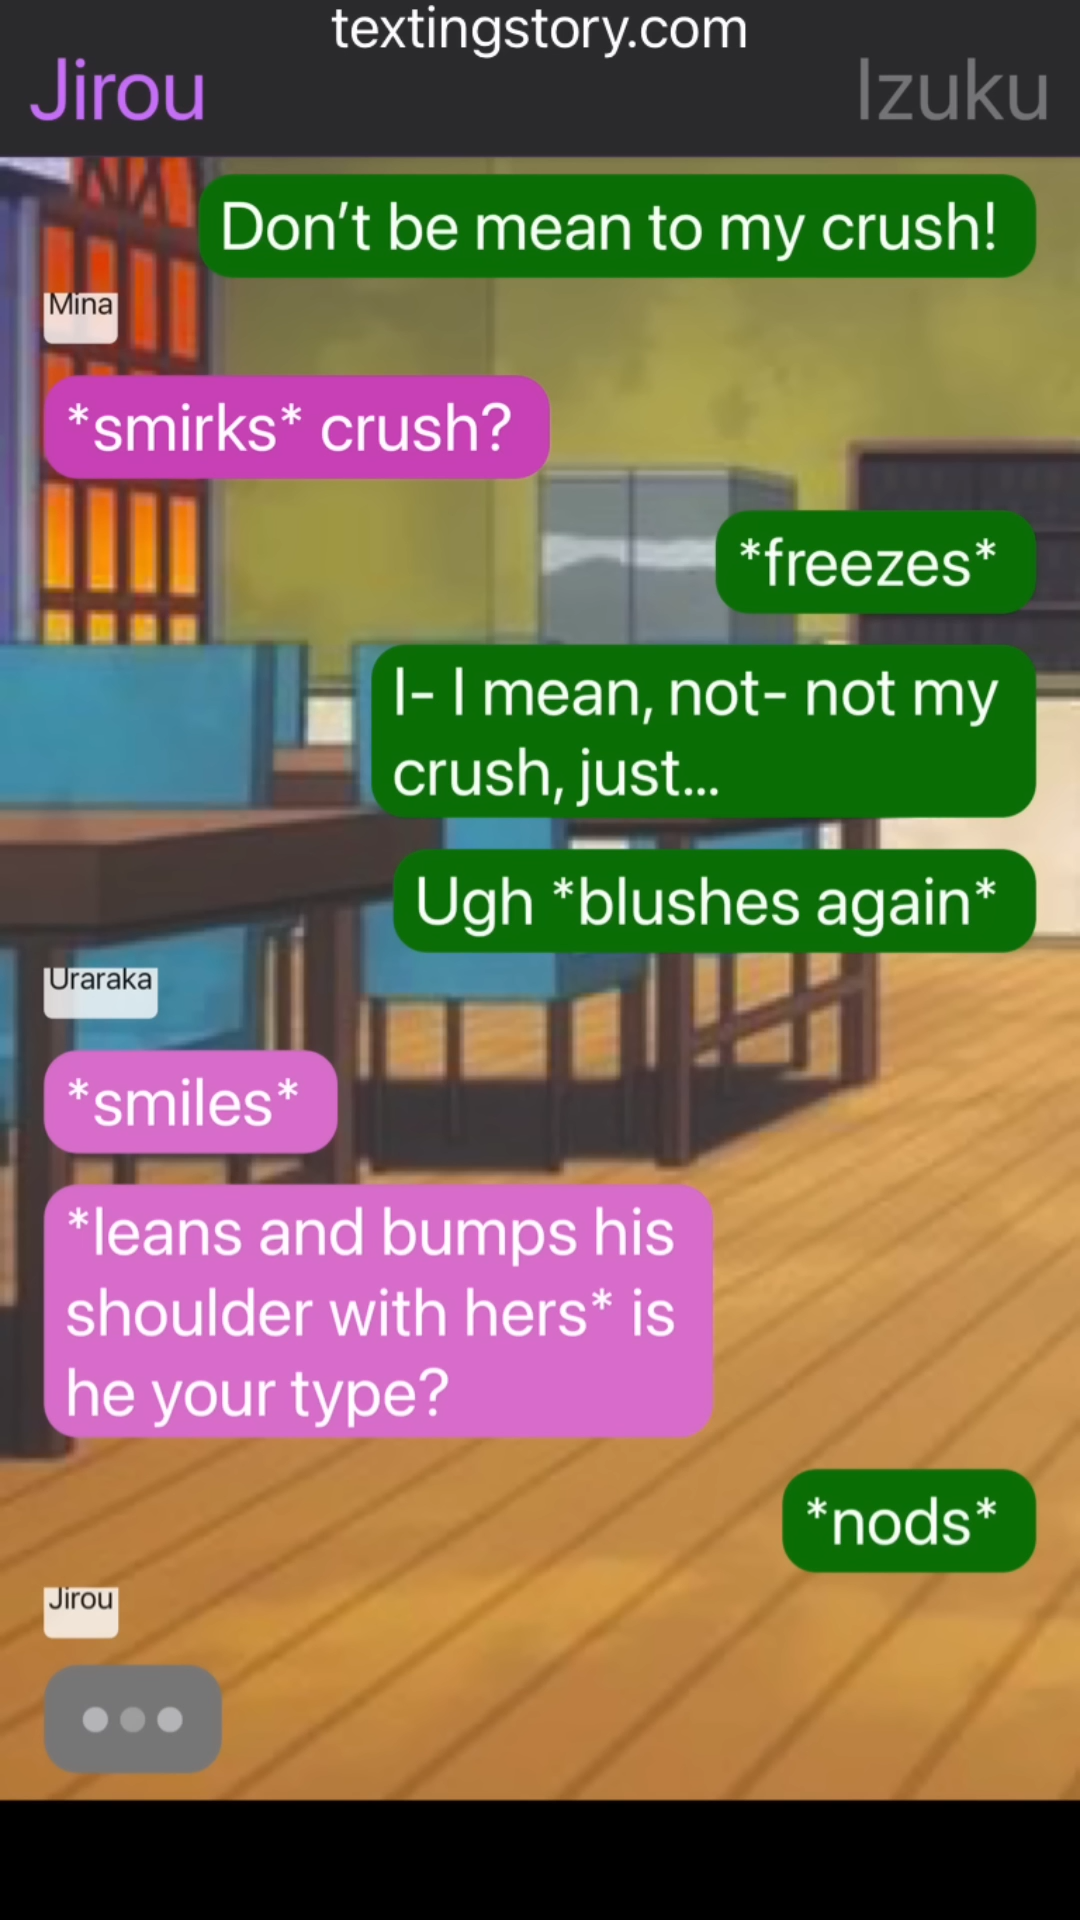 textingstory.com
Jirou
Izuku
Don’t be mean to my crush!
Mina
*smirks* crush?
*freezes*
I- I mean, not- not my
crush, just...
Ugh *blushes again*
Uraraka
*smiles*
*leans and bumps his
shoulder with hers* is
he your type?
*nods*
Jirou